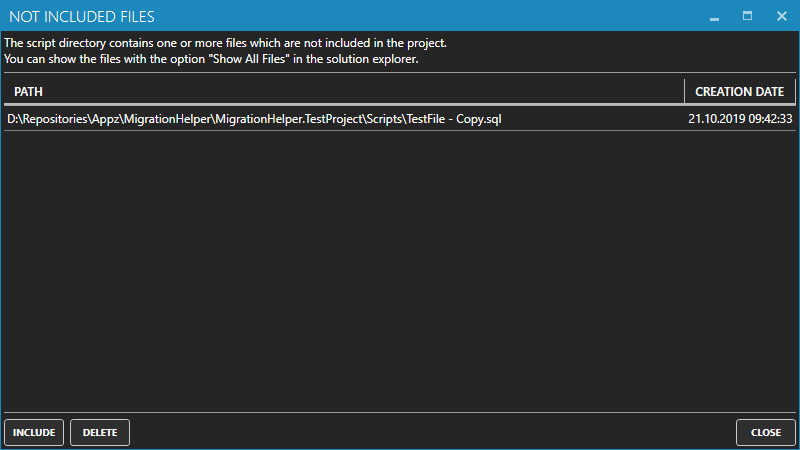 NOT INCLUDED FILES
The script directory contains one or more files which are not included in the project.
You can show the files with the option "Show All Files" in the solution explorer.
PATH CREATION DATE
D:\Repositories\Appz\MigrationHelper\MigrationHelper.TestProject\Scripts\TestFile - Copy.sql 21.10.2019 09:42:33
INCLUDE DELETE CLOSE